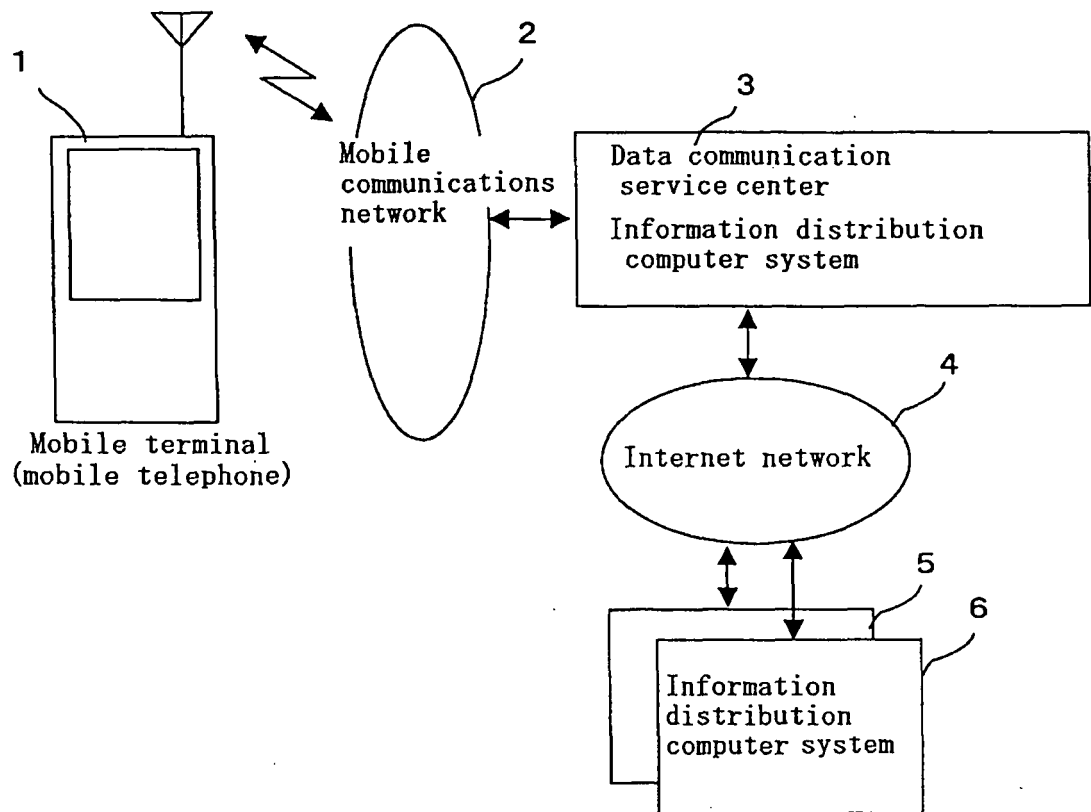 1
2
3
Data communication
service center
Information distribution
computer system
Mobile
communications
network
Mobile terminal
(mobile telephone)
4
Internet network
5
6
Information
distribution
computer system